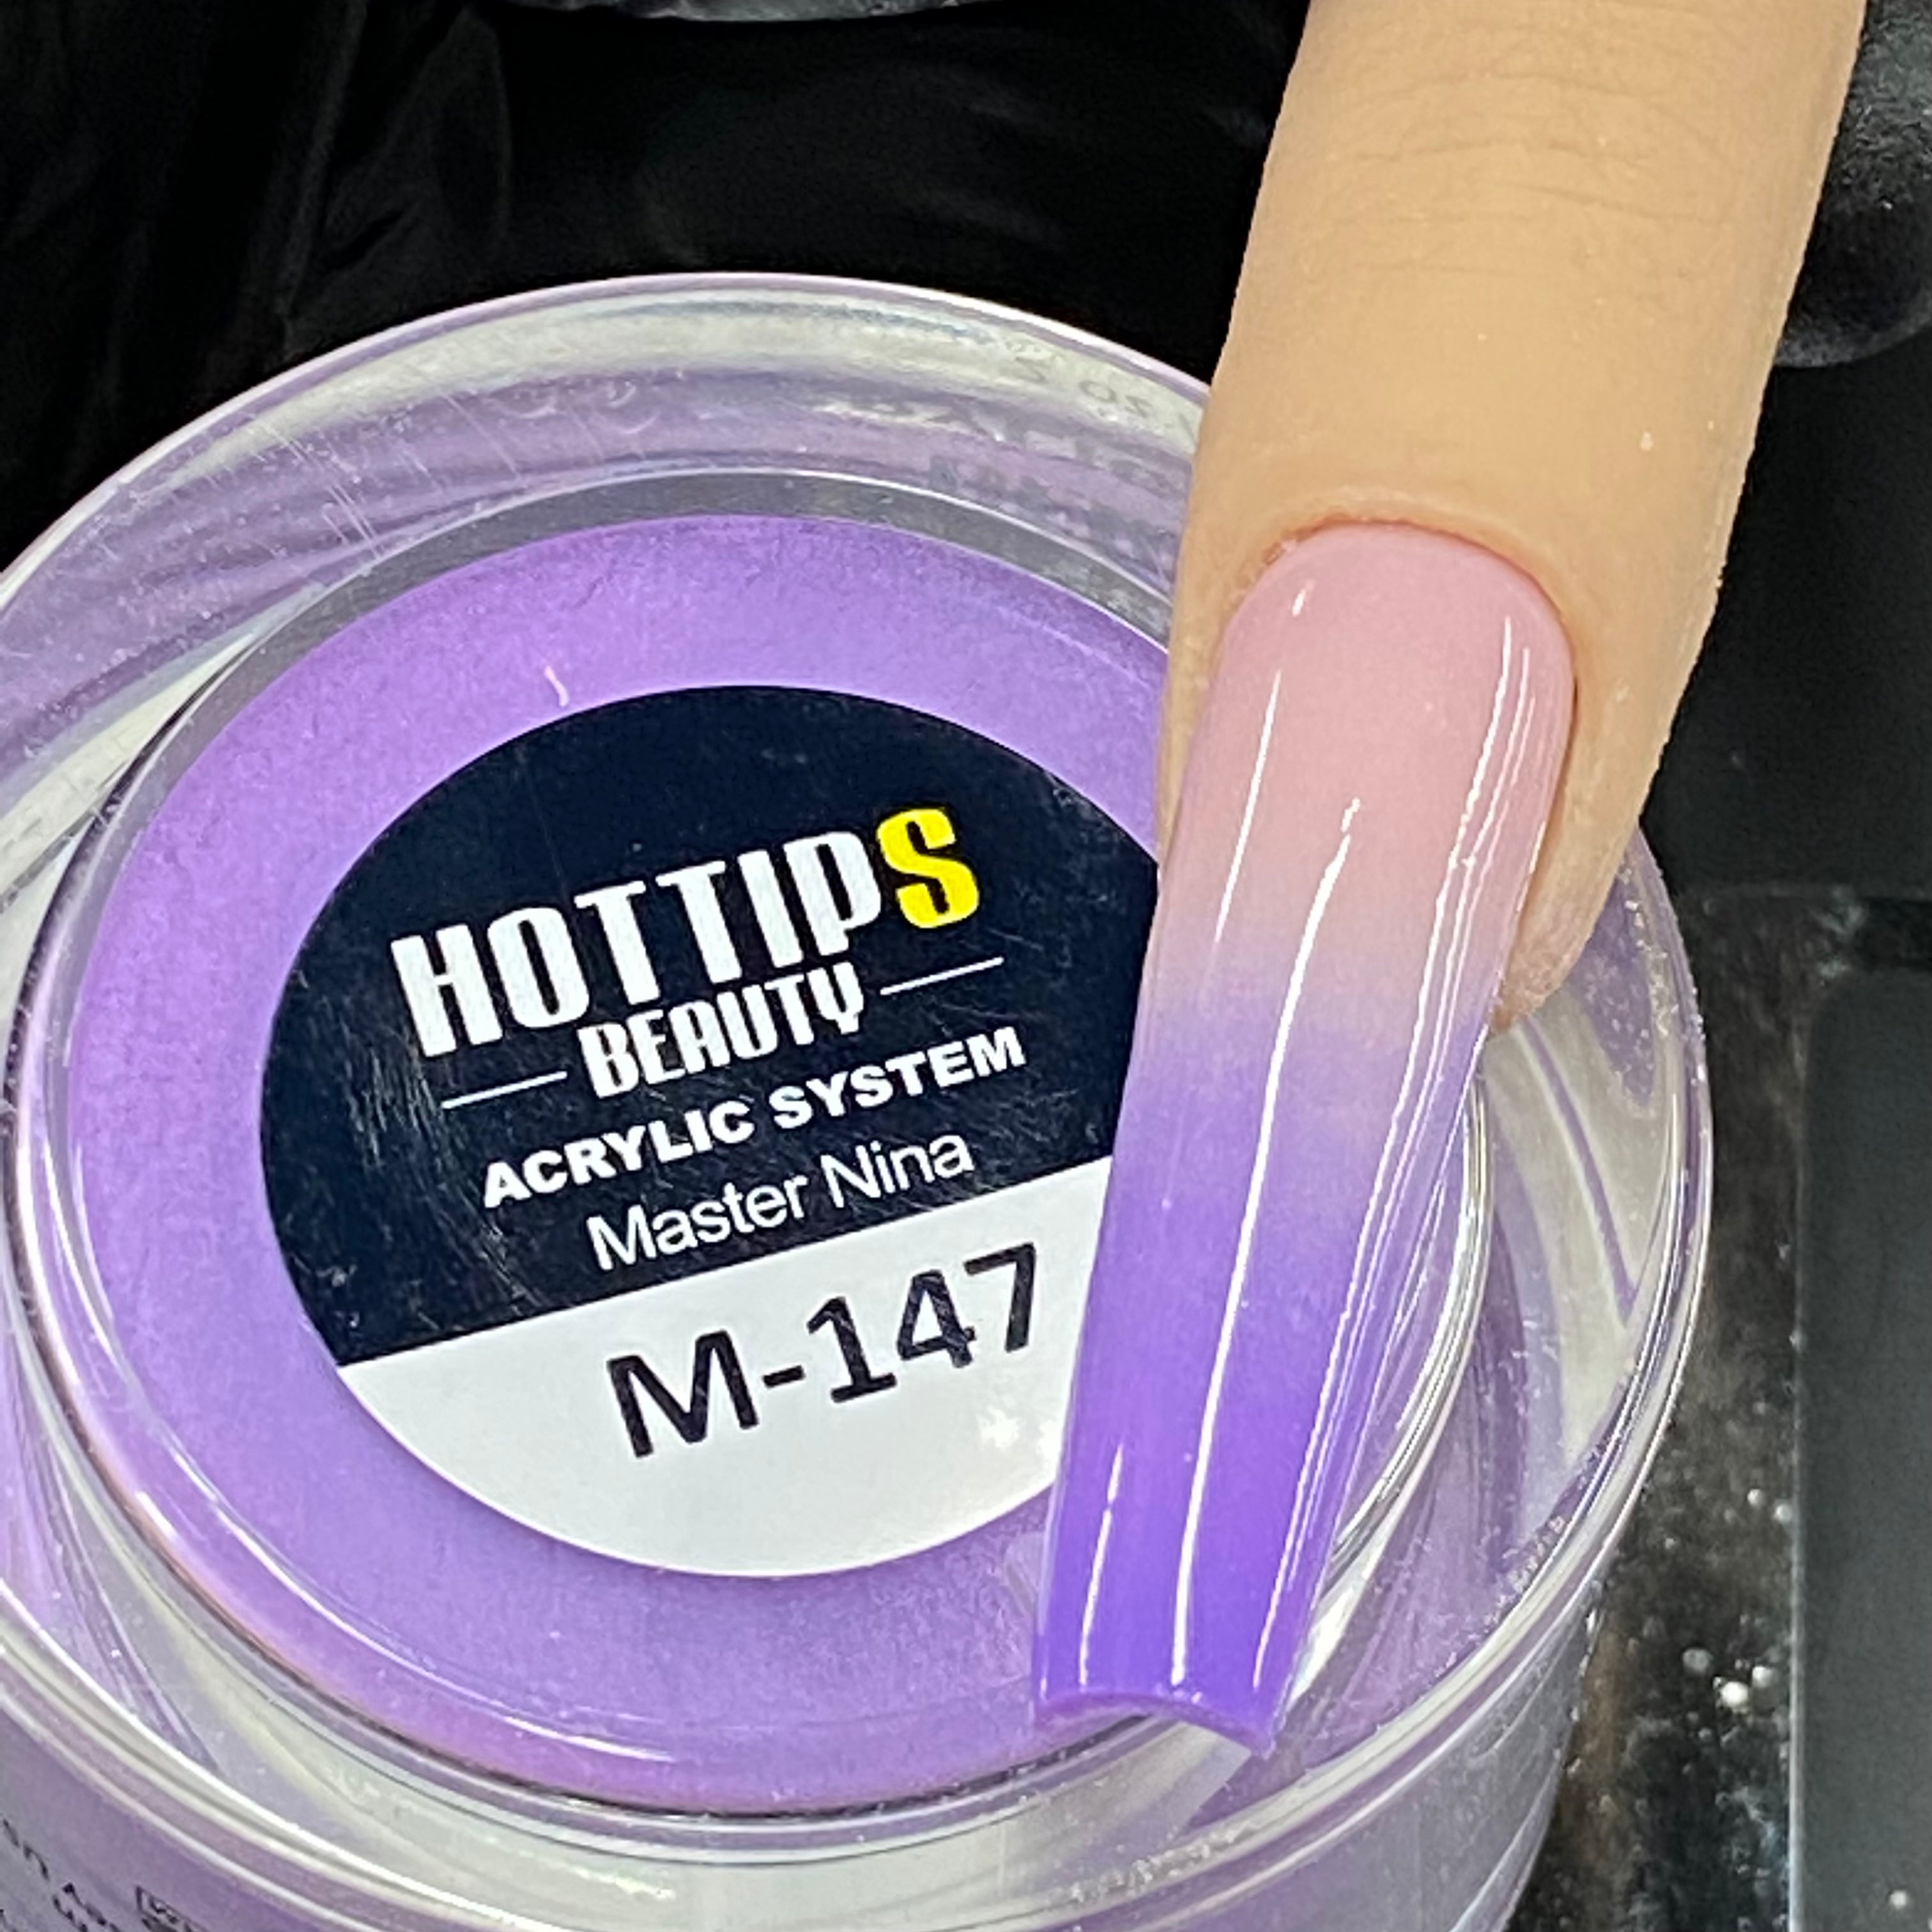 HOTTIPS
BEAUTY
ACRYLIC SYSTEM
Master Nina
M-147